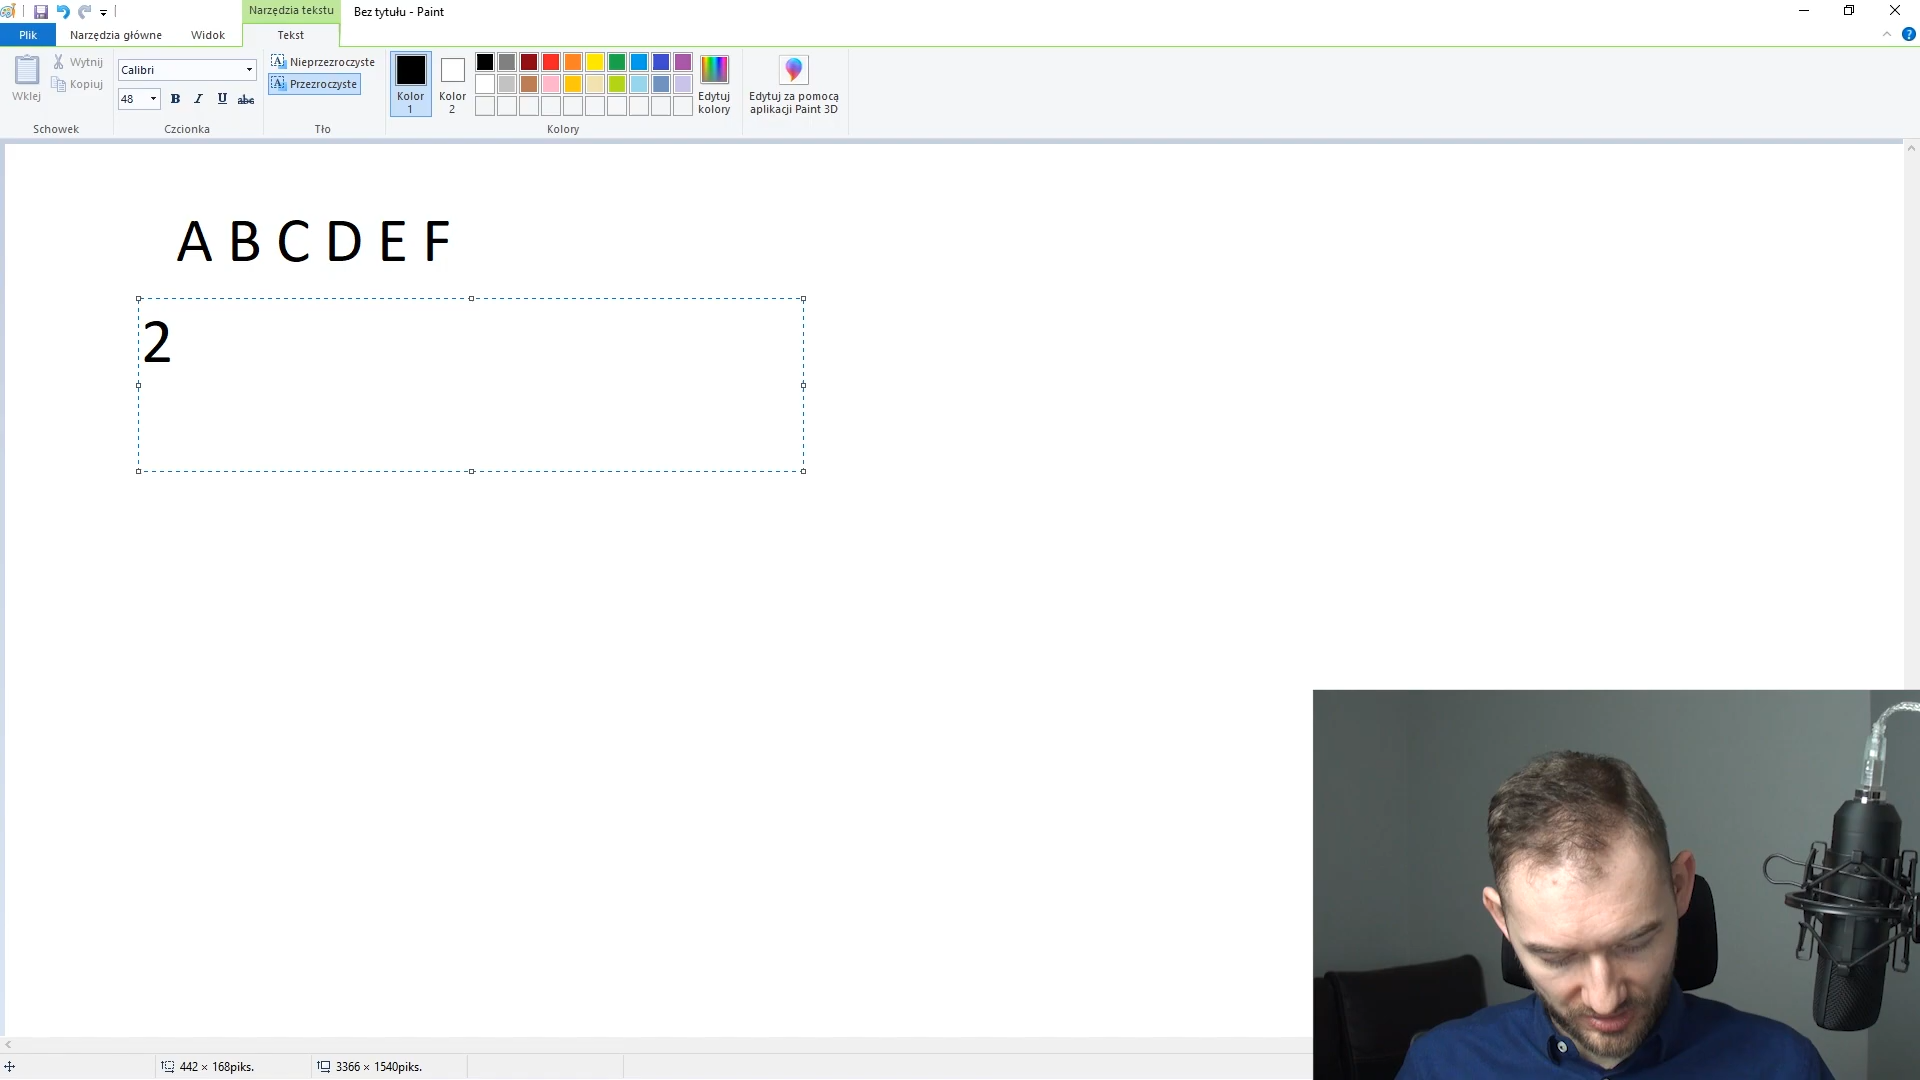 Narzędzia tekstu
Bez tytułu - Paint
Plik
Narzędzia główne
Widok
Tekst
Wklej
Wytnij
Kopiuj
Schowek
Calibri
48
B I U abc
Czcionka
Nieprzezroczyste
Przezroczyste
Tło
Kolor 1
Kolor 2
Edytuj kolory
Kolory
Edytuj za pomocą aplikacji Paint 3D
A B C D E F
2
442 × 168piks.
3366 × 1540piks.